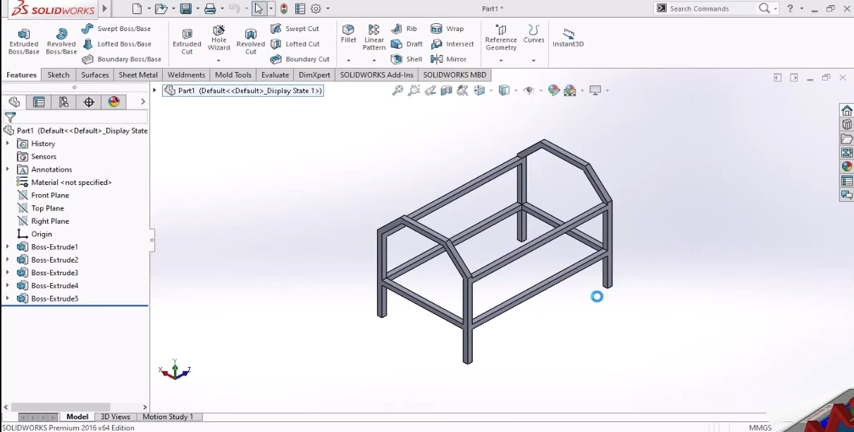 SOLIDWORKS
Part1 *
Search Commands
Extruded Boss/Base
Revolved Boss/Base
Swept Boss/Base
Lofted Boss/Base
Boundary Boss/Base
Extruded Cut
Hole Wizard
Revolved Cut
Swept Cut
Lofted Cut
Boundary Cut
Fillet
Linear Pattern
Rib
Draft
Shell
Wrap
Intersect
Mirror
Reference Geometry
Curves
Instant3D
Features
Sketch
Surfaces
Sheet Metal
Weldments
Mold Tools
Evaluate
DimXpert
SOLIDWORKS Add-Ins
SOLIDWORKS MBD
Part1 (Default<<Default>_Display State 1>)
Part1 (Default<<Default>_Display State
History
Sensors
Annotations
Material <not specified>
Front Plane
Top Plane
Right Plane
Origin
Boss-Extrude1
Boss-Extrude2
Boss-Extrude3
Boss-Extrude4
Boss-Extrude5
Y
X
Z
Model
3D Views
Motion Study 1
SOLIDWORKS Premium 2016 x64 Edition
MMGS